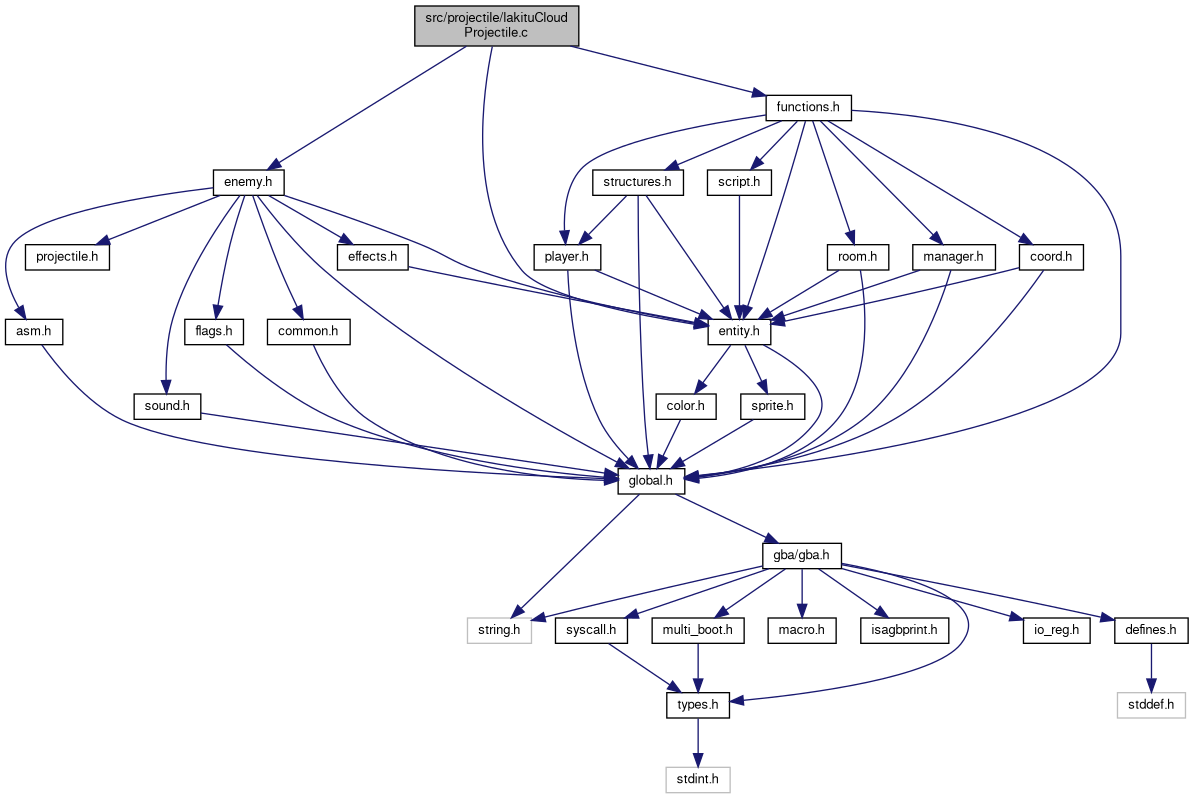 src/projectile/lakituCloud
Projectile.c
functions.h
enemy.h
structures.h
script.h
projectile.h
effects.h
player.h
room.h
manager.h
coord.h
asm.h
flags.h
common.h
entity.h
sound.h
color.h
sprite.h
global.h
gba/gba.h
string.h
syscall.h
multi_boot.h
macro.h
isagbprint.h
io_reg.h
defines.h
types.h
stddef.h
stdint.h